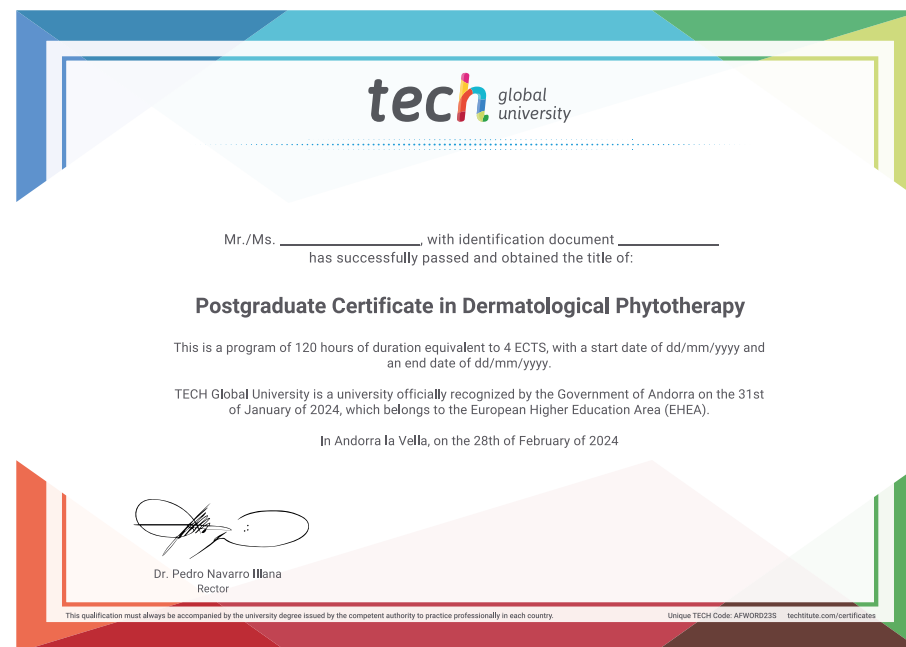 tech global
university
Mr./Ms. ____________, with identification document ____________
has successfully passed and obtained the title of:
Postgraduate Certificate in Dermatological Phytotherapy
This is a program of 120 hours of duration equivalent to 4 ECTS, with a start date of dd/mm/yyyy and
an end date of dd/mm/yyyy.
TECH Global University is a university officially recognized by the Government of Andorra on the 31st
of January of 2024, which belongs to the European Higher Education Area (EHEA).
In Andorra la Vella, on the 28th of February of 2024
Dr. Pedro Navarro Illana
Rector
This qualification must always be accompanied by the university degree issued by the competent authority to practice professionally in each country.
Unique TECH Code: AFWORD23S techtitute.com/certificates